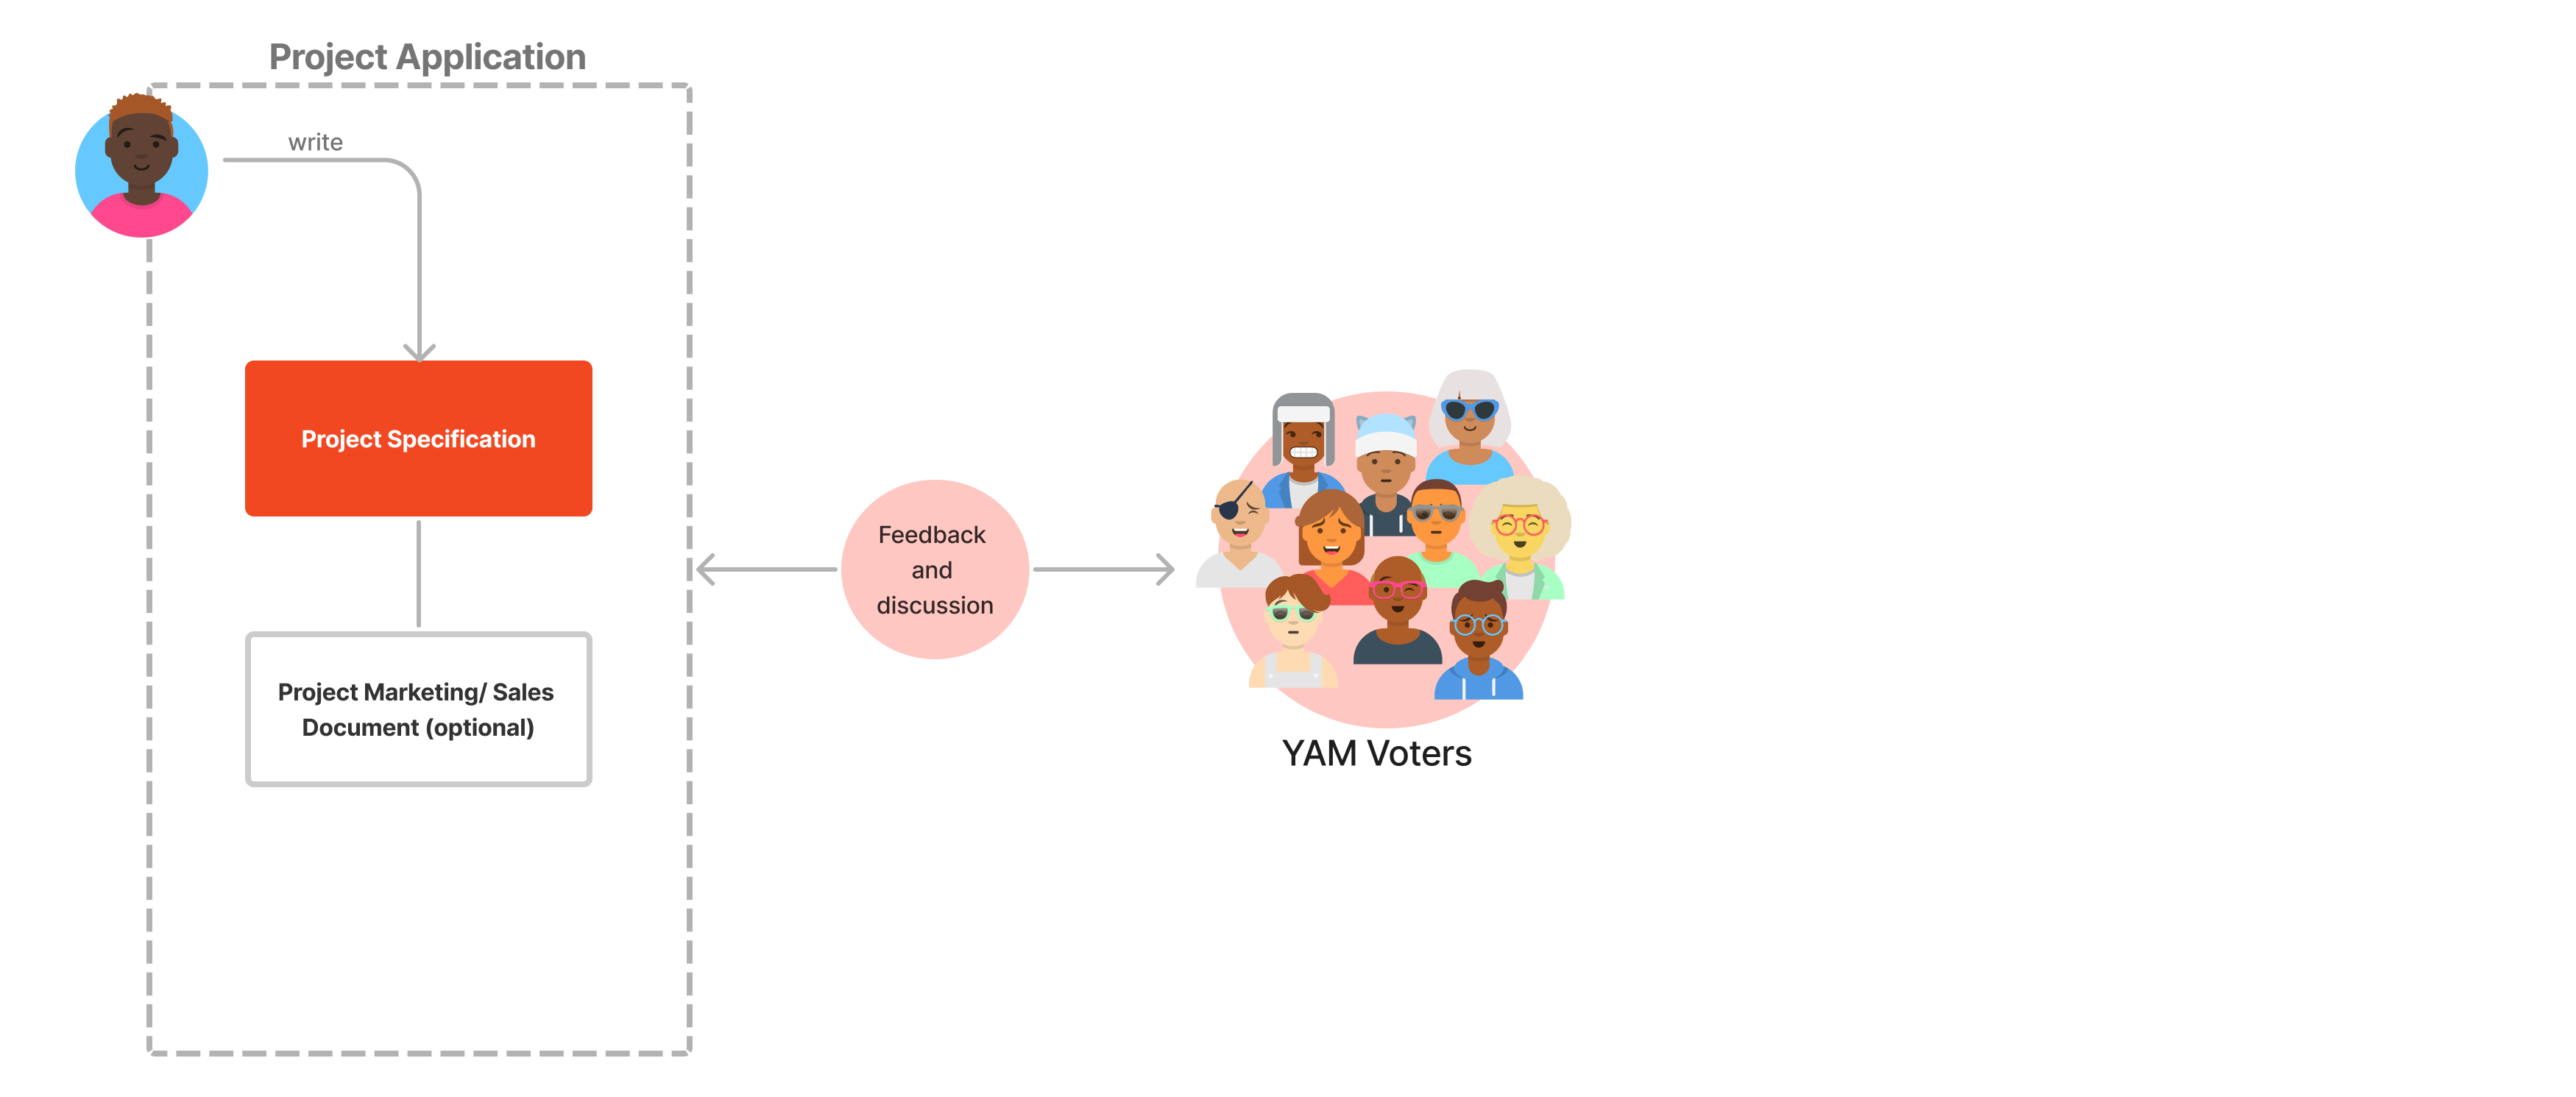 Project Application
write
Project Specification
Project Marketing/ Sales
Document (optional)
Feedback
and
discussion
YAM Voters